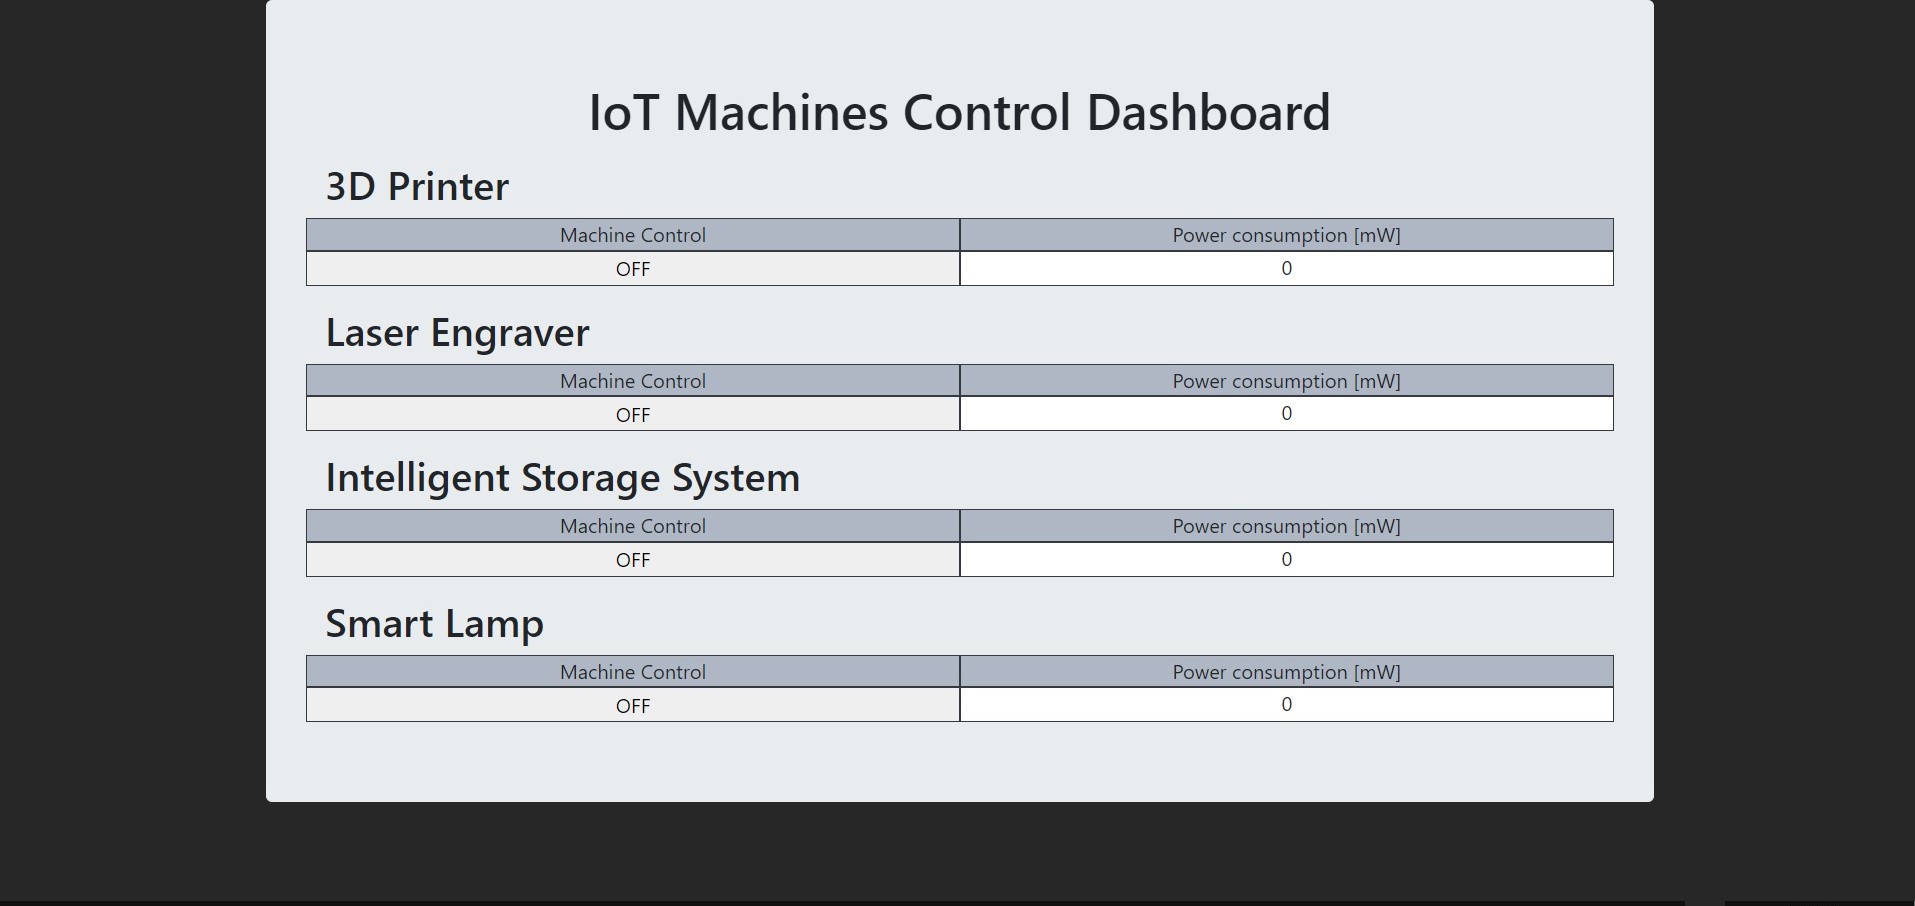 IoT Machines Control Dashboard
3D Printer
Machine Control Power consumption [mW]
OFF 0
Laser Engraver
Machine Control Power consumption [mW]
OFF 0
Intelligent Storage System
Machine Control Power consumption [mW]
OFF 0
Smart Lamp
Machine Control Power consumption [mW]
OFF 0